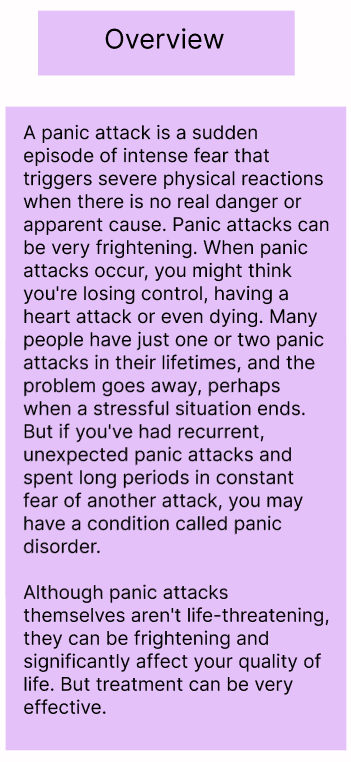 Overview
A panic attack is a sudden
episode of intense fear that
triggers severe physical reactions
when there is no real danger or
apparent cause. Panic attacks can
be very frightening. When panic
attacks occur, you might think
you're losing control, having a
heart attack or even dying. Many
people have just one or two panic
attacks in their lifetimes, and the
problem goes away, perhaps
when a stressful situation ends.
But if you've had recurrent,
unexpected panic attacks and
spent long periods in constant
fear of another attack, you may
have a condition called panic
disorder.
Although panic attacks
themselves aren't life-threatening,
they can be frightening and
significantly affect your quality of
life. But treatment can be very
effective.